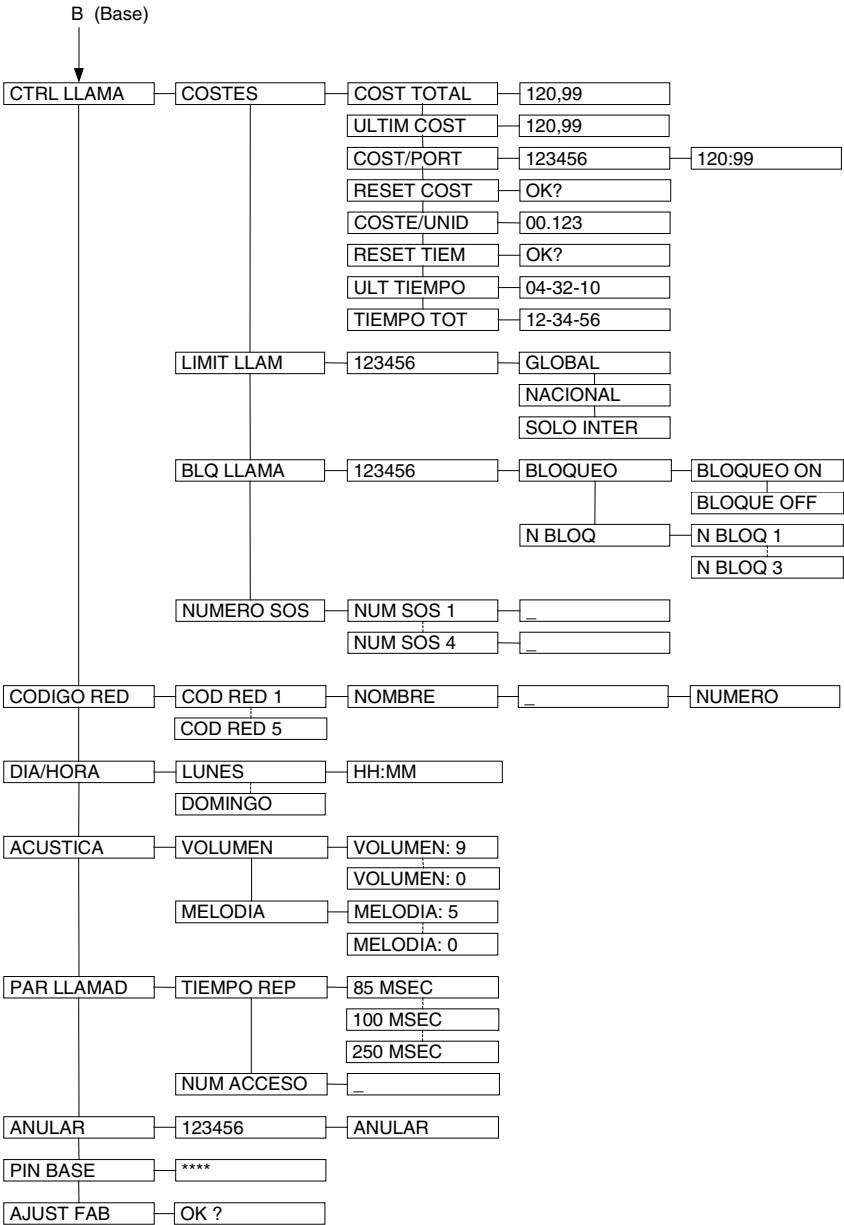 B (Base)
CTRL LLAMA COSTES COST TOTAL 120,99
ULTIM COST 120,99
COST/PORT 123456 120:99
RESET COST OK?
COSTE/UNID 00.123
RESET TIEM OK?
ULT TIEMPO 04-32-10
TIEMPO TOT 12-34-56
LIMIT LLAM 123456 GLOBAL
NACIONAL
SOLO INTER
BLQ LLAMA 123456 BLOQUEO BLOQUEO ON
BLOQUE OFF
N BLOQ N BLOQ 1
N BLOQ 3
NUMERO SOS NUM SOS 1 _
NUM SOS 4 _
CODIGO RED COD RED 1 NOMBRE _ NUMERO
COD RED 5
DIA/HORA LUNES HH:MM
DOMINGO
ACUSTICA VOLUMEN VOLUMEN: 9
VOLUMEN: 0
MELODIA MELODIA: 5
MELODIA: 0
PAR LLAMAD TIEMPO REP 85 MSEC
100 MSEC
250 MSEC
NUM ACCESO _
ANULAR 123456 ANULAR
PIN BASE ****
AJUST FAB OK ?